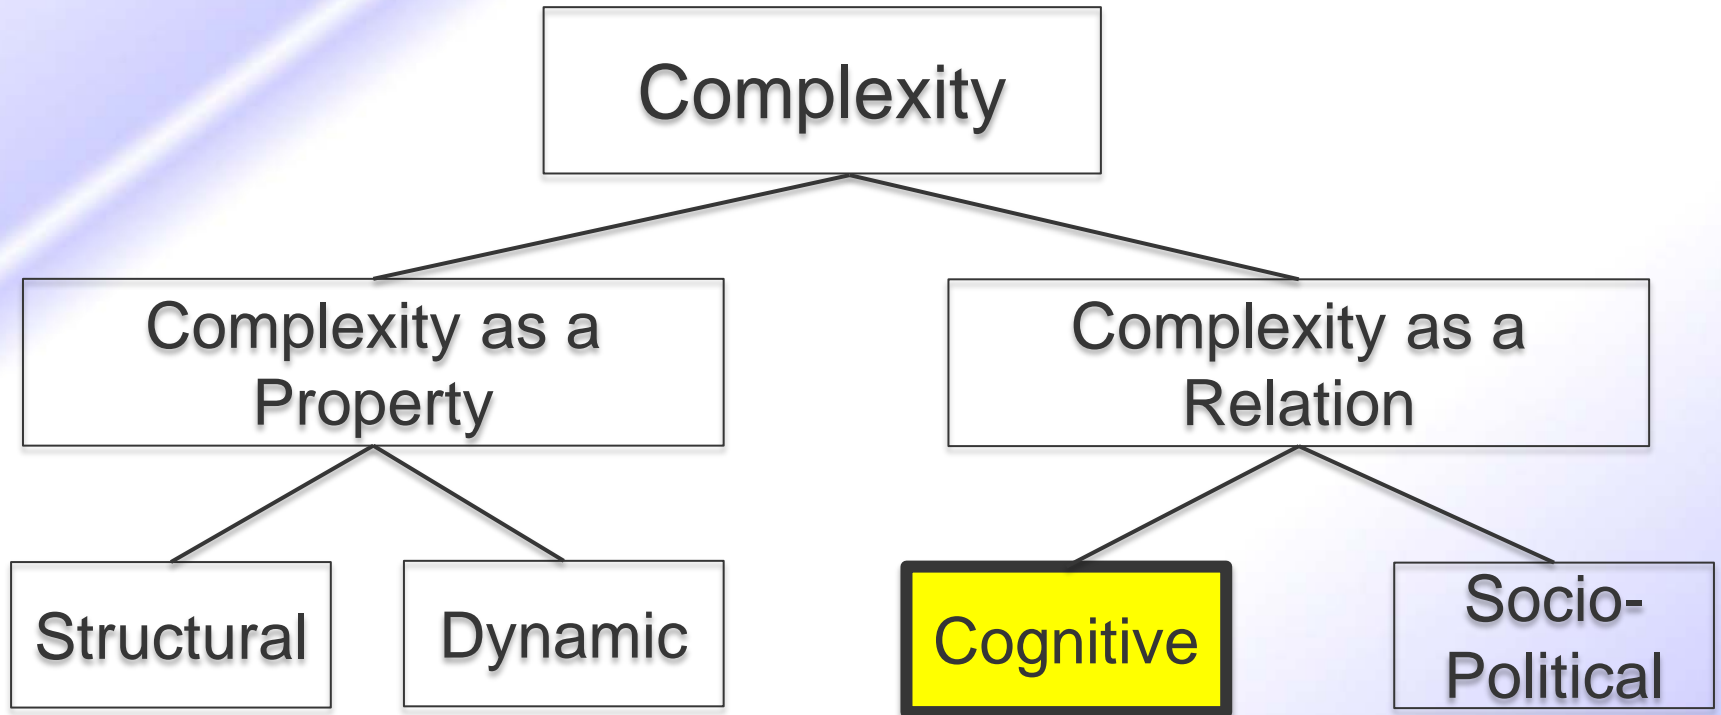 Complexity
Complexity as a
Property
Complexity as a
Relation
Structural
Dynamic
Cognitive
Socio-
Political